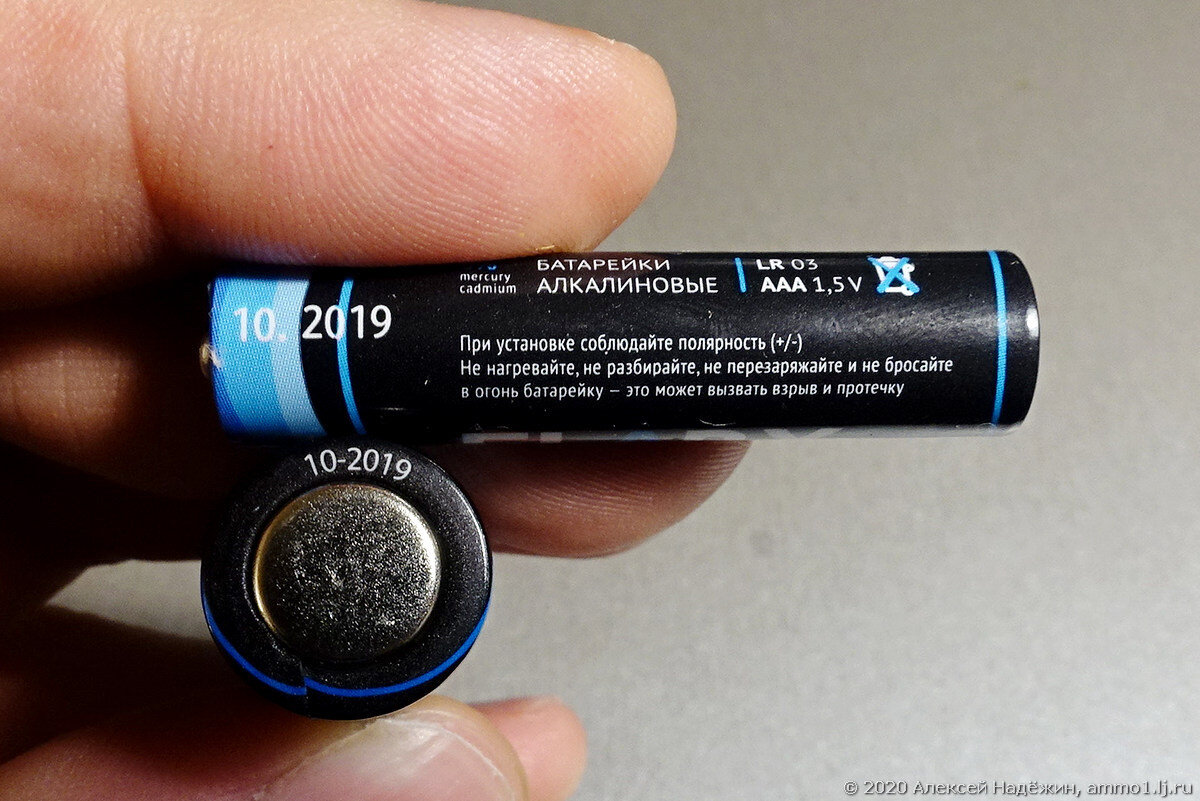 mercury
cadmium
БАТАРЕЙКИ
АЛКАЛИНОВЫЕ
LR 03
AAA 1,5 V
10. 2019
При установке соблюдайте полярность (+/-)
Не нагревайте, не разбирайте, не перезаряжайте и не бросайте
в огонь батарейку – это может вызвать взрыв и протечку
10-2019
© 2020 Алексей Надёжин, ammo1.lj.ru